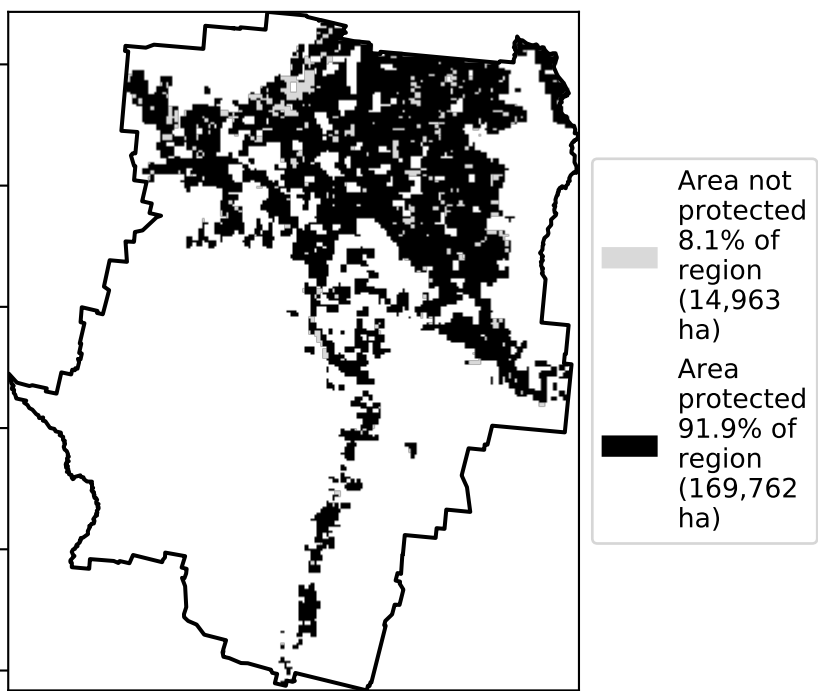 Area not
protected
8.1% of
region
(14,963
ha)
Area
protected
91.9% of
region
(169,762
ha)